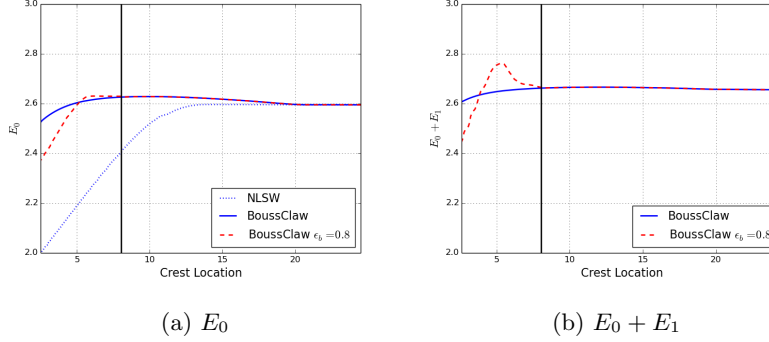 3.0
2.8
2.6
2.4
2.2
2.0
E₀
5
10
15
20
Crest Location
NLSW
BoussClaw
BoussClaw ϵ_b = 0.8
(a) E₀
3.0
2.8
2.6
2.4
2.2
2.0
E₀ + E₁
5
10
15
20
Crest Location
BoussClaw
BoussClaw ϵ_b = 0.8
(b) E₀ + E₁